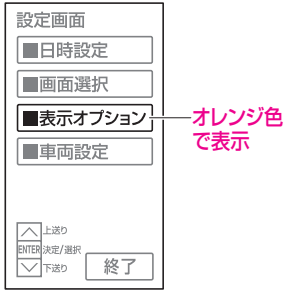 設定画面
■日時設定
■画面選択
■表示オプション
■車両設定
オレンジ色
で表示
上送り
ENTER 決定/選択
下送り
終了